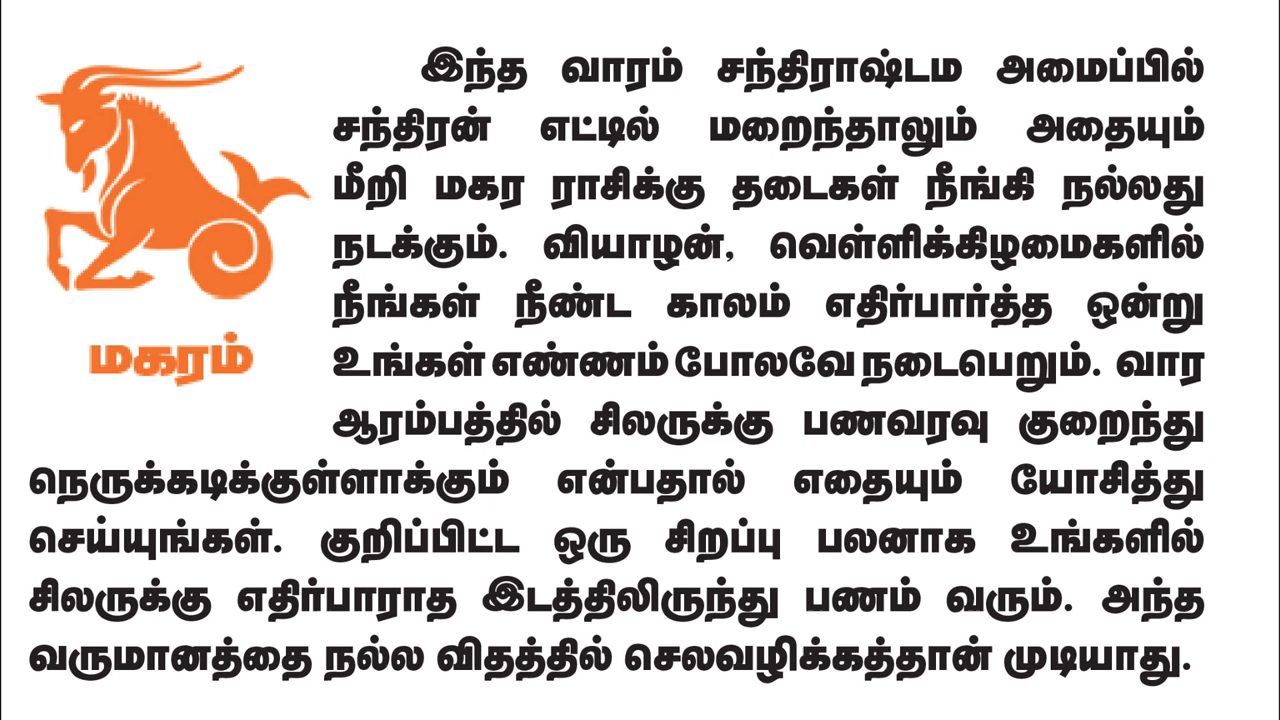 இந்த வாரம் சந்திராஷ்டம அமைப்பில்
சந்திரன் எட்டில் மறைந்தாலும் அதையும்
மீறி மகர ராசிக்கு தடைகள் நீங்கி நல்லது
நடக்கும். வியாழன், வெள்ளிக்கிழமைகளில்
நீங்கள் நீண்ட காலம் எதிர்பார்த்த ஒன்று
உங்கள் எண்ணம் போலவே நடைபெறும். வார
ஆரம்பத்தில் சிலருக்கு பணவரவு குறைந்து
நெருக்கடிக்குள்ளாக்கும் என்பதால் எதையும் யோசித்து
செய்யுங்கள். குறிப்பிட்ட ஒரு சிறப்பு பலனாக உங்களில்
சிலருக்கு எதிர்பாராத இடத்திலிருந்து பணம் வரும். அந்த
வருமானத்தை நல்ல விதத்தில் செலவழிக்கத்தான் முடியாது.
மகரம்